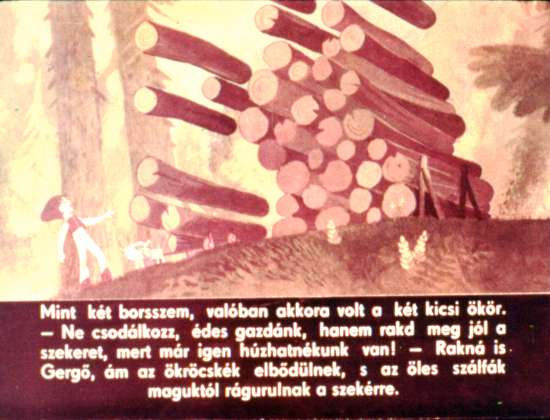 Mint két borsszem, valóban akkora volt a két kicsi ökör.
— Ne csodálkozz, édes gazdánk, hanem rakd meg jól a
szekeret, mert már igen húzhatnékunk van! — Rakná is
Gergő, ám az ökröcskék elbődülnek, s az öles szálfák
maguktól rágurulnak a szekérre.